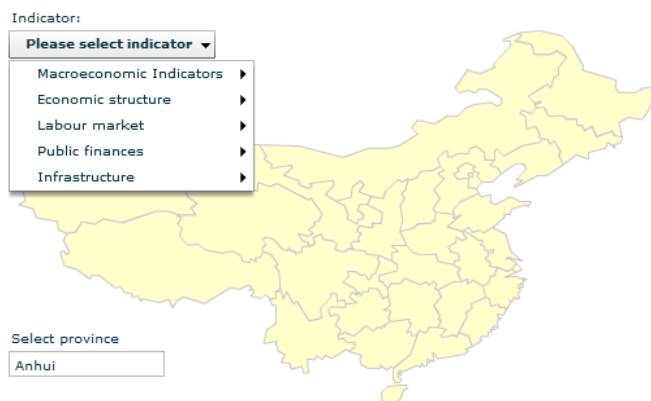 Indicator:
Please select indicator
Macroeconomic Indicators
Economic structure
Labour market
Public finances
Infrastructure
Select province
Anhui